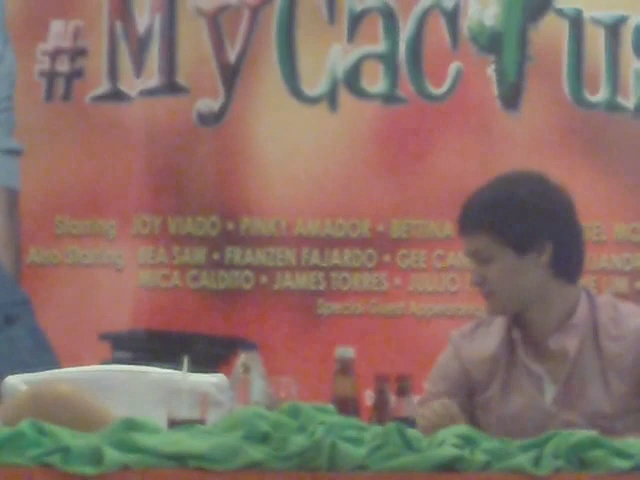 #MyCactus
Starring JOY VIADO • PINKY AMADOR • BETTINA
Also Starring BEA SAW • FRANZEN FAJARDO • GEE
MICA CALDITO • JAMES TORRES •
Special Guest Appearance